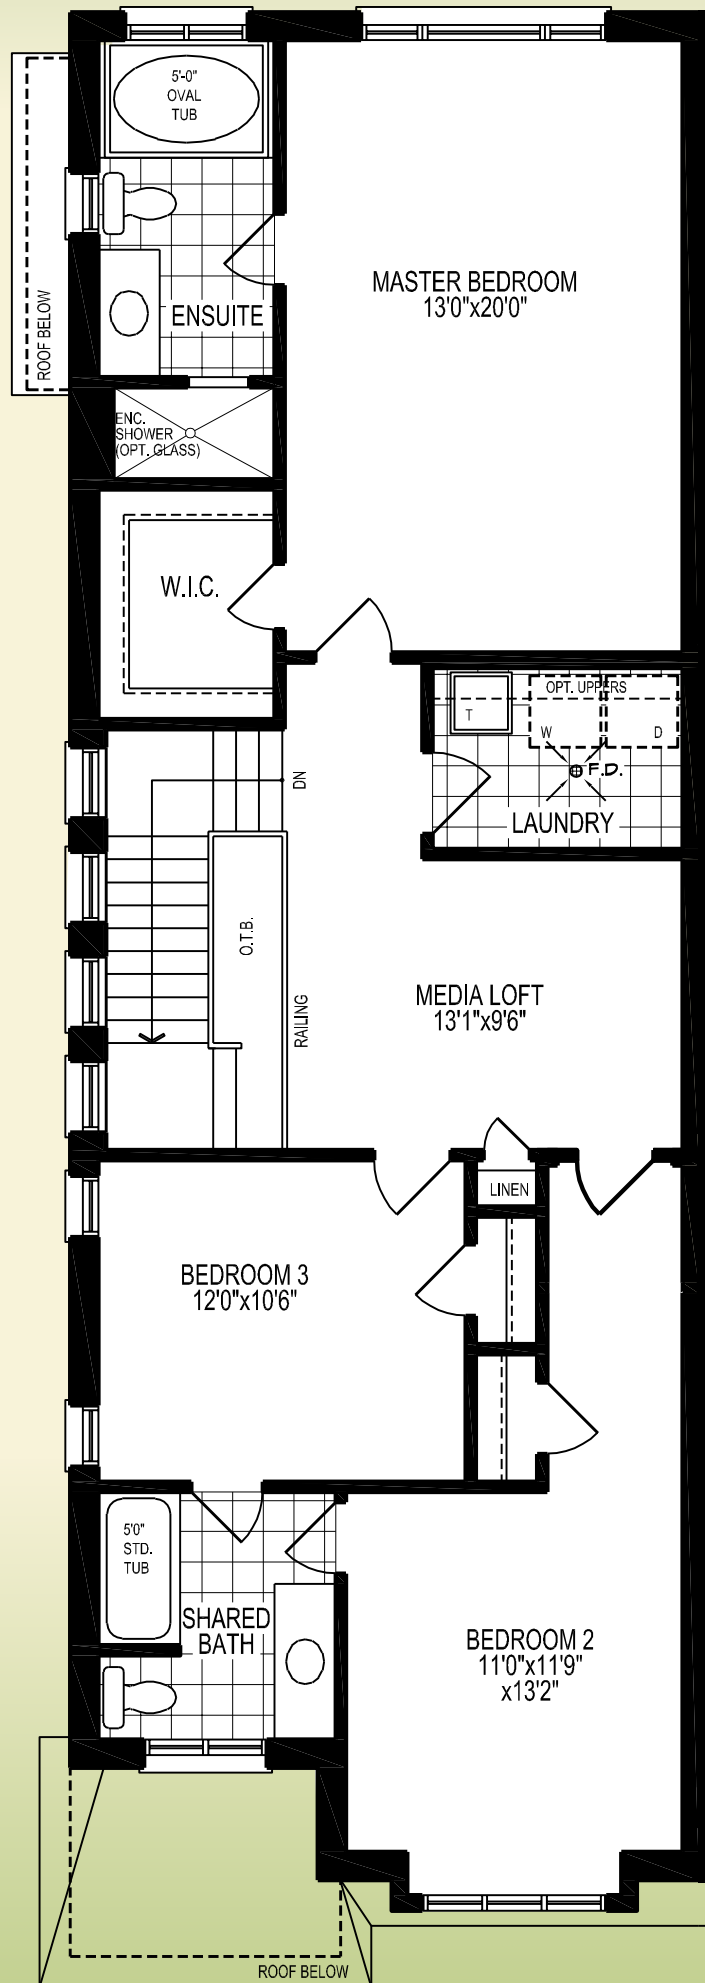 5'-0"
OVAL
TUB
MASTER BEDROOM
13'0"x20'0"
ENSUITE
ROOF BELOW
ENC.
SHOWER
(OPT. GLASS)
W.I.C.
OPT. UPPERS
T
W
D
F.D.
LAUNDRY
DN
O.T.B.
RAILING
MEDIA LOFT
13'1"x9'6"
LINEN
BEDROOM 3
12'0"x10'6"
5'0"
STD.
TUB
SHARED
BATH
BEDROOM 2
11'0"x11'9"
x13'2"
ROOF BELOW